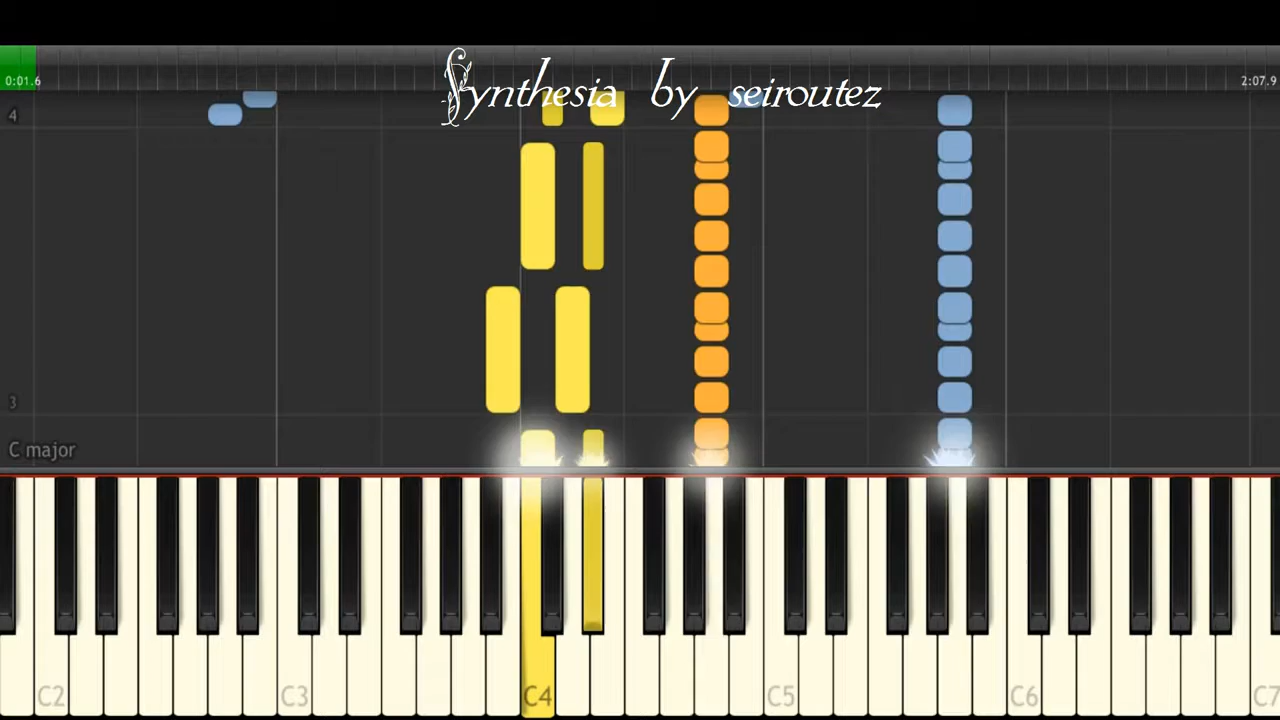 Synthesia by seiroutez
0:01.6
2:07.9
4
3
C major
C2
C3
C4
C5
C6
C7